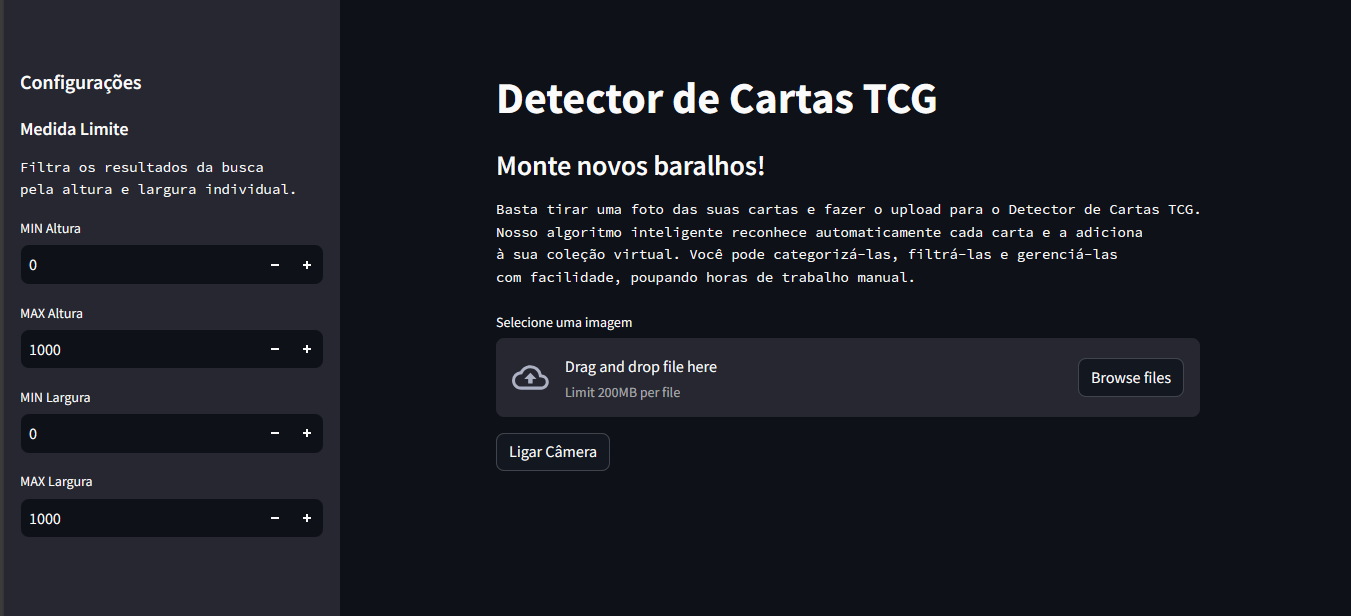 Configurações
Medida Limite
Filtra os resultados da busca
pela altura e largura individual.
MIN Altura
0
MAX Altura
1000
MIN Largura
0
MAX Largura
1000
Detector de Cartas TCG
Monte novos baralhos!
Basta tirar uma foto das suas cartas e fazer o upload para o Detector de Cartas TCG.
Nosso algoritmo inteligente reconhece automaticamente cada carta e a adiciona
à sua coleção virtual. Você pode categorizá-las, filtrá-las e gerenciá-las
com facilidade, poupando horas de trabalho manual.
Selecione uma imagem
Drag and drop file here
Limit 200MB per file
Browse files
Ligar Câmera